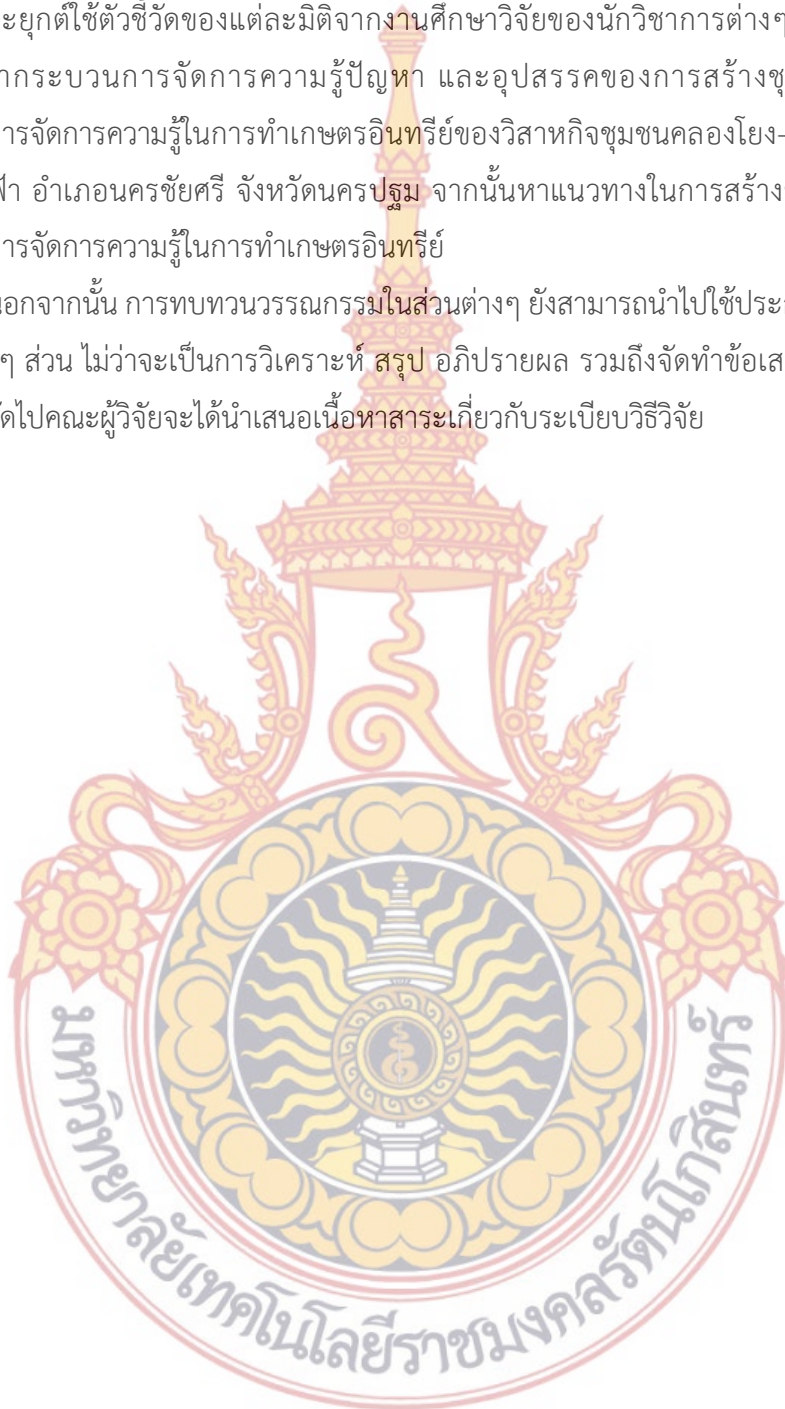 ะยุกต์ใช้ตัวชี้วัดของแต่ละมิติจากงานศึกษาวิจัยของนักวิชาการต่างๆ
ากระบวนการจัดการความรู้ปัญหา และอุปสรรคของการสร้างชุ
ารจัดการความรู้ในการทำเกษตรอินทรีย์ของวิสาหกิจชุมชนคลองโยง-
ฟ้า อำเภอนครชัยศรี จังหวัดนครปฐม จากนั้นหาแนวทางในการสร้าง
ารจัดการความรู้ในการทำเกษตรอินทรีย์
นอกจากนั้น การทบทวนวรรณกรรมในส่วนต่างๆ ยังสามารถนำไปใช้ประ
ๆ ส่วน ไม่ว่าจะเป็นการวิเคราะห์ สรุป อภิปรายผล รวมถึงจัดทำข้อเส
ัดไปคณะผู้วิจัยจะได้นำเสนอเนื้อหาสาระเกี่ยวกับระเบียบวิธีวิจัย
มหาวิทยาลัยเทคโนโลยีราชมงคลรัตนโกสินทร์